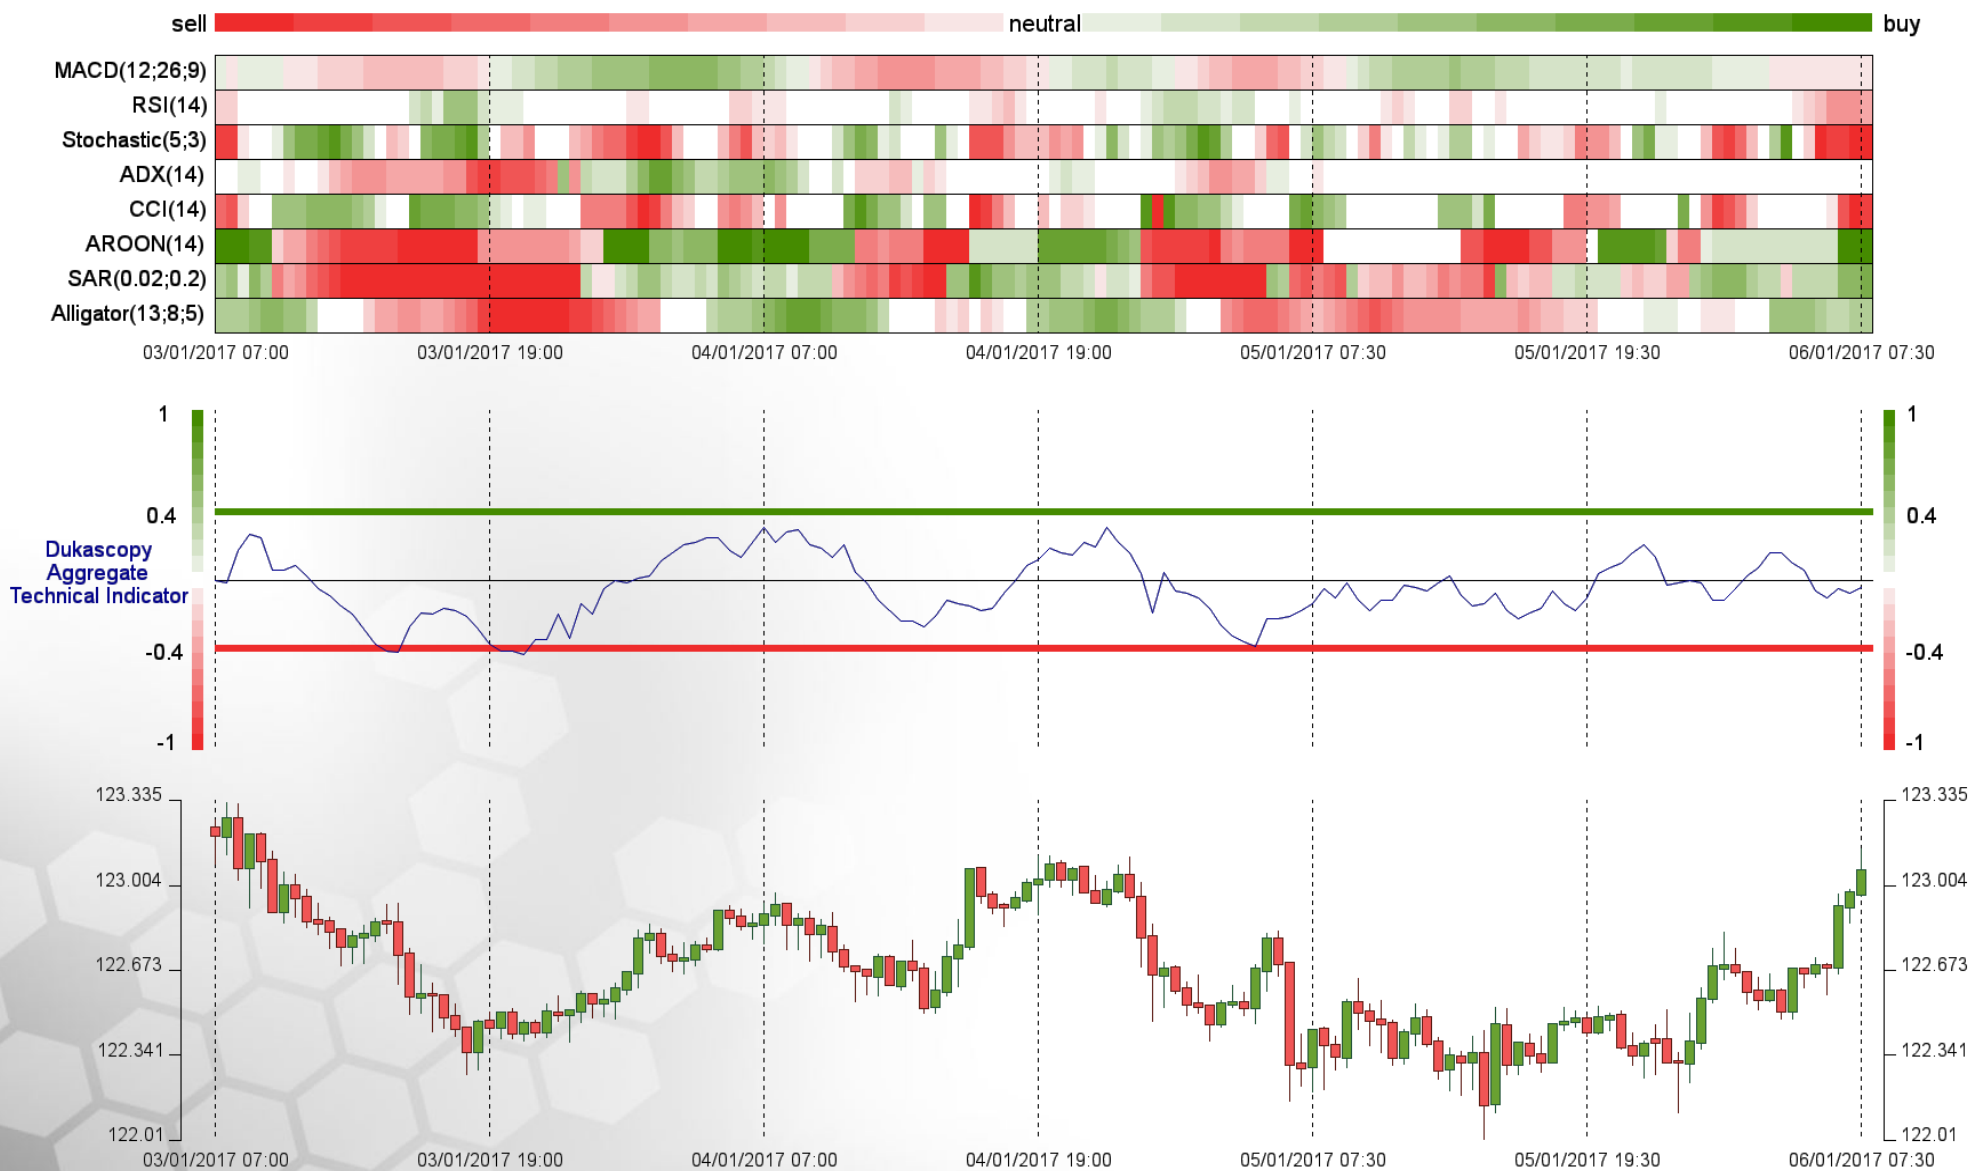 sell neutral buy
MACD(12;26;9)
RSI(14)
Stochastic(5;3)
ADX(14)
CCI(14)
AROON(14)
SAR(0.02;0.2)
Alligator(13;8;5)
03/01/2017 07:00 03/01/2017 19:00 04/01/2017 07:00 04/01/2017 19:00 05/01/2017 07:30 05/01/2017 19:30 06/01/2017 07:30
1 1
0.4 0.4
Dukascopy
Aggregate
Technical Indicator
-0.4 -0.4
-1 -1
123.335 123.335
123.004 123.004
122.673 122.673
122.341 122.341
122.01 122.01
03/01/2017 07:00 03/01/2017 19:00 04/01/2017 07:00 04/01/2017 19:00 05/01/2017 07:30 05/01/2017 19:30 06/01/2017 07:30